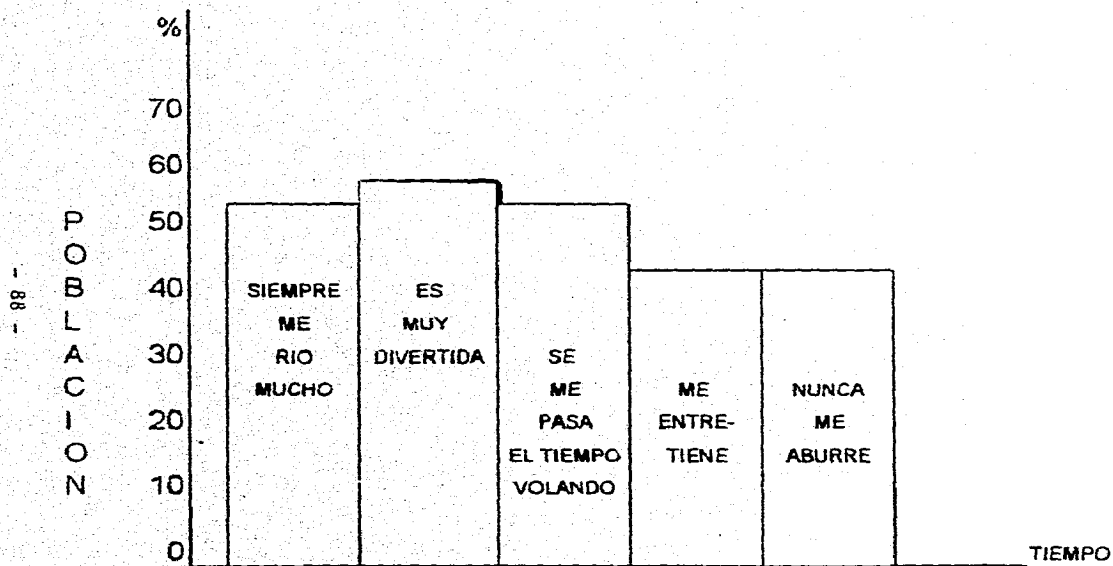 %
70
60
50
40
30
20
10
0
POBLACION
- 88 -
SIEMPRE
ME
RIO
MUCHO
ES
MUY
DIVERTIDA
SE
ME
PASA
EL TIEMPO
VOLANDO
ME
ENTRE-
TIENE
NUNCA
ME
ABURRE
TIEMPO